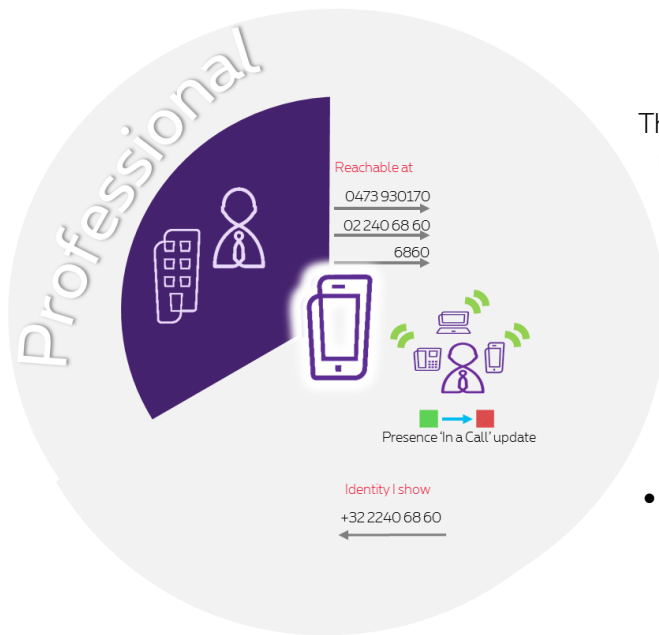 Professional
Th
Reachable at
0473 930170
02 240 68 60
6860
Presence 'In a Call' update
Identity I show
•
+32 2240 68 60